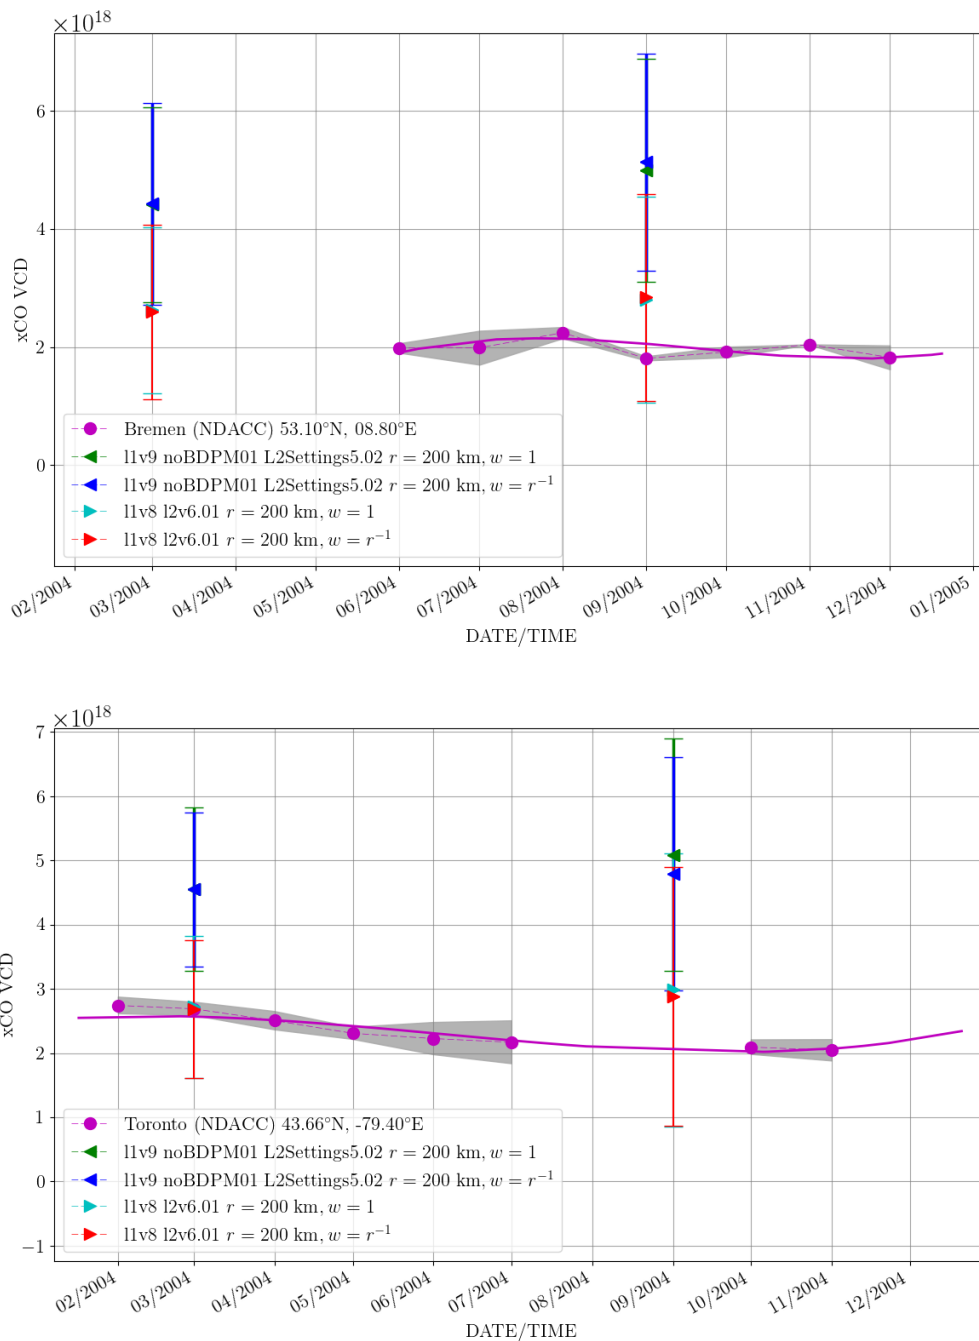 ×10¹⁸
6
4
2
0
xCO VCD
Bremen (NDACC) 53.10°N, 08.80°E
l1v9 noBDPM01 L2Settings5.02 r = 200 km, w = 1
l1v9 noBDPM01 L2Settings5.02 r = 200 km, w = r⁻¹
l1v8 l2v6.01 r = 200 km, w = 1
l1v8 l2v6.01 r = 200 km, w = r⁻¹
02/2004 03/2004 04/2004 05/2004 06/2004 07/2004 08/2004 09/2004 10/2004 11/2004 12/2004 01/2005
DATE/TIME
×10¹⁸
7
6
5
4
3
2
1
0
−1
xCO VCD
Toronto (NDACC) 43.66°N, -79.40°E
l1v9 noBDPM01 L2Settings5.02 r = 200 km, w = 1
l1v9 noBDPM01 L2Settings5.02 r = 200 km, w = r⁻¹
l1v8 l2v6.01 r = 200 km, w = 1
l1v8 l2v6.01 r = 200 km, w = r⁻¹
02/2004 03/2004 04/2004 05/2004 06/2004 07/2004 08/2004 09/2004 10/2004 11/2004 12/2004
DATE/TIME